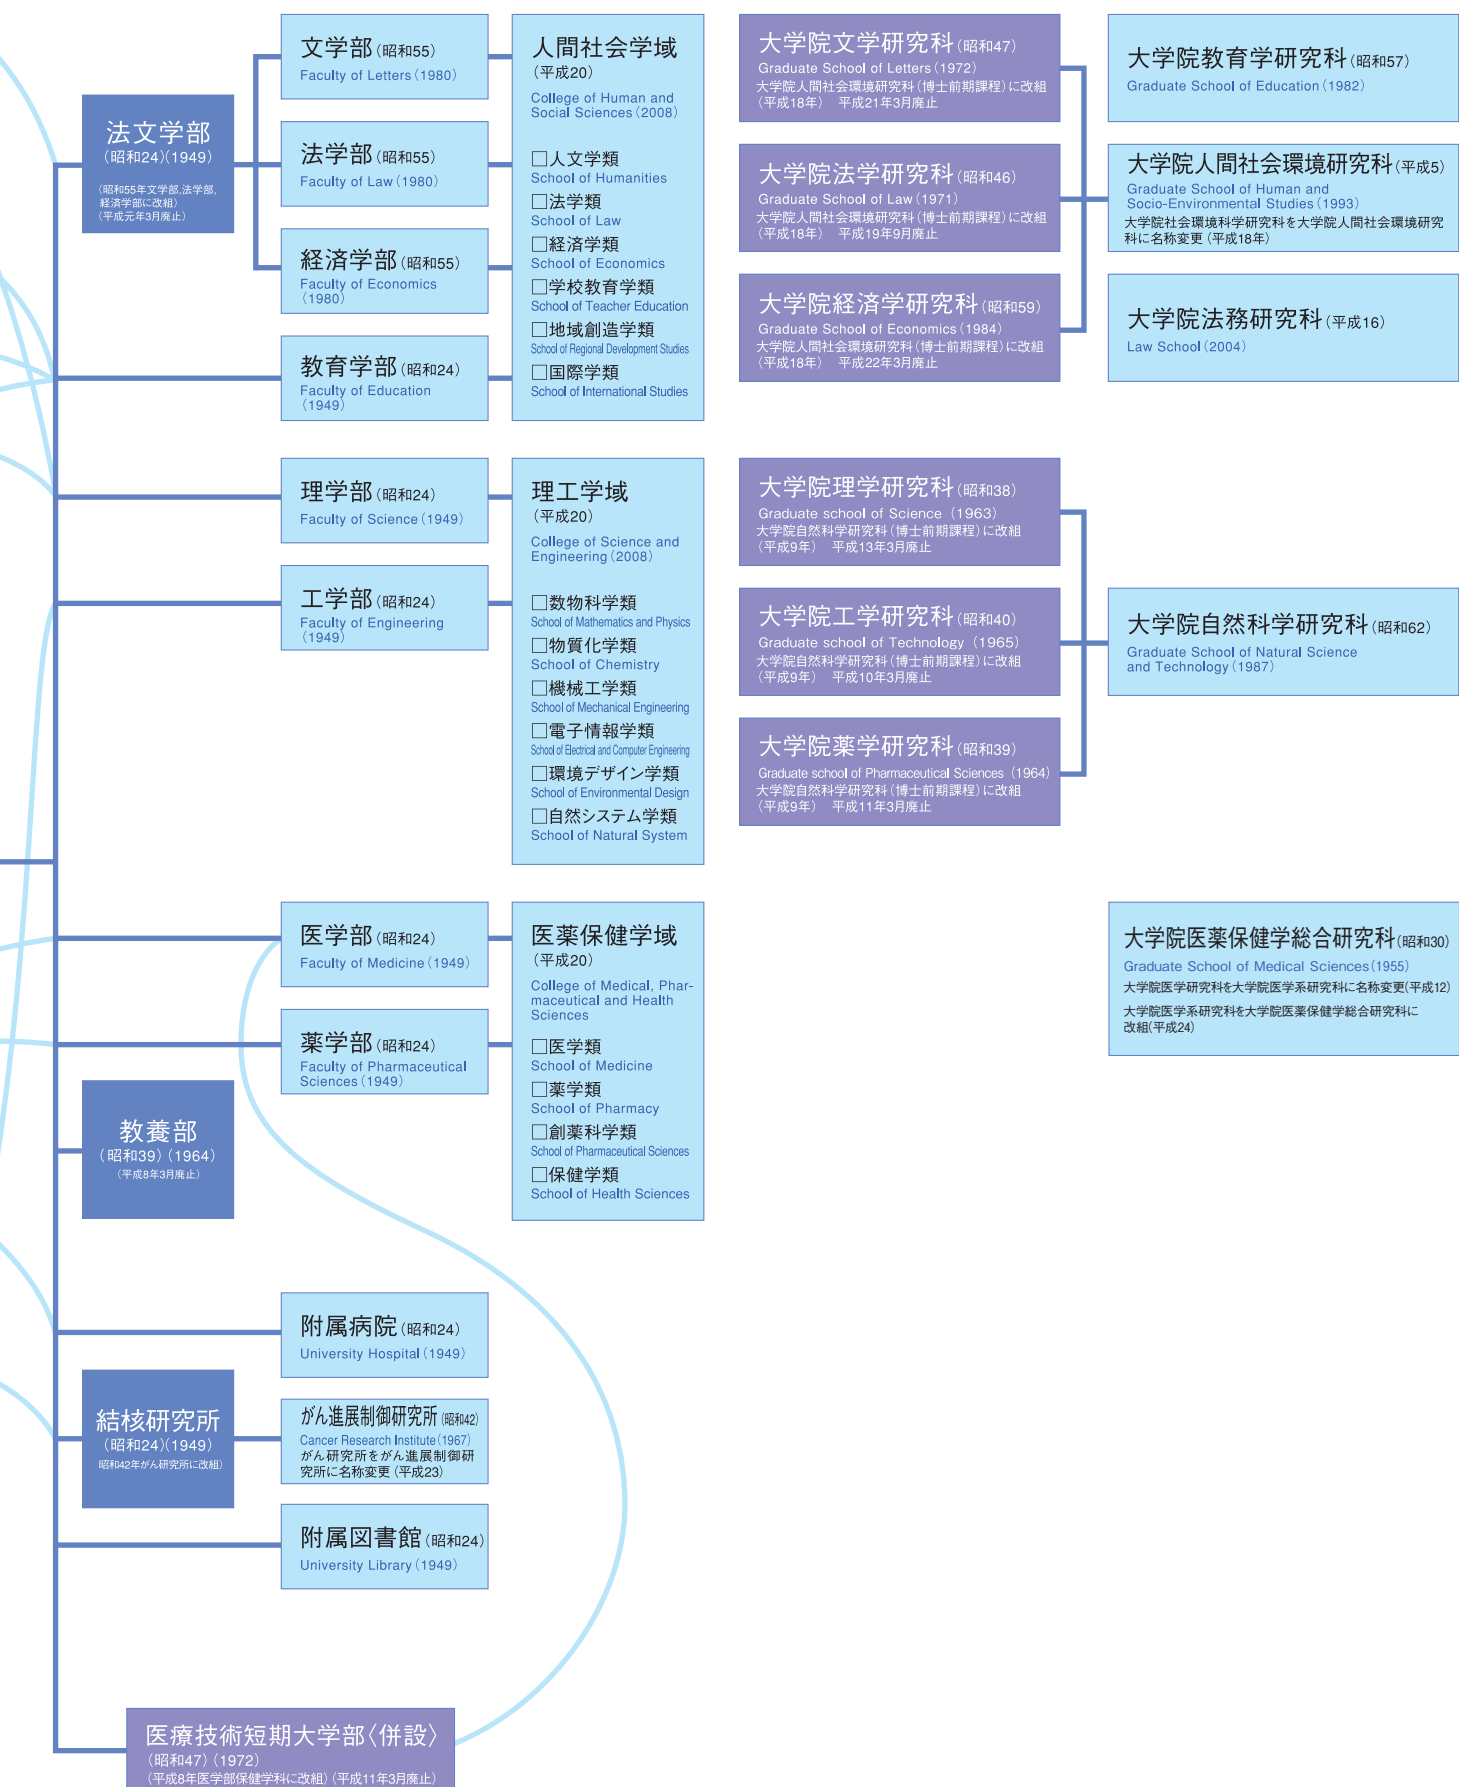 法文学部
（昭和24）（1949）
（昭和55年文学部,法学部,
経済学部に改組）
（平成元年3月廃止）
文学部（昭和55）
Faculty of Letters（1980）
法学部（昭和55）
Faculty of Law（1980）
経済学部（昭和55）
Faculty of Economics
（1980）
教育学部（昭和24）
Faculty of Education
（1949）
人間社会学域
（平成20）
College of Human and
Social Sciences（2008）
□人文学類
School of Humanities
□法学類
School of Law
□経済学類
School of Economics
□学校教育学類
School of Teacher Education
□地域創造学類
School of Regional Development Studies
□国際学類
School of International Studies
大学院文学研究科（昭和47）
Graduate School of Letters（1972）
大学院人間社会環境研究科（博士前期課程）に改組
（平成18年）　平成21年3月廃止
大学院法学研究科（昭和46）
Graduate School of Law（1971）
大学院人間社会環境研究科（博士前期課程）に改組
（平成18年）　平成19年9月廃止
大学院経済学研究科（昭和59）
Graduate School of Economics（1984）
大学院人間社会環境研究科（博士前期課程）に改組
（平成18年）　平成22年3月廃止
大学院教育学研究科（昭和57）
Graduate School of Education（1982）
大学院人間社会環境研究科（平成5）
Graduate School of Human and
Socio-Environmental Studies（1993）
大学院社会環境科学研究科を大学院人間社会環境研究
科に名称変更（平成18年）
大学院法務研究科（平成16）
Law School（2004）
理学部（昭和24）
Faculty of Science（1949）
工学部（昭和24）
Faculty of Engineering
（1949）
理工学域
（平成20）
College of Science and
Engineering（2008）
□数物科学類
School of Mathematics and Physics
□物質化学類
School of Chemistry
□機械工学類
School of Mechanical Engineering
□電子情報学類
School of Electrical and Computer Engineering
□環境デザイン学類
School of Environmental Design
□自然システム学類
School of Natural System
大学院理学研究科（昭和38）
Graduate school of Science（1963）
大学院自然科学研究科（博士前期課程）に改組
（平成9年）　平成13年3月廃止
大学院工学研究科（昭和40）
Graduate school of Technology（1965）
大学院自然科学研究科（博士前期課程）に改組
（平成9年）　平成10年3月廃止
大学院薬学研究科（昭和39）
Graduate school of Pharmaceutical Sciences（1964）
大学院自然科学研究科（博士前期課程）に改組
（平成9年）　平成11年3月廃止
大学院自然科学研究科（昭和62）
Graduate School of Natural Science
and Technology（1987）
医学部（昭和24）
Faculty of Medicine（1949）
薬学部（昭和24）
Faculty of Pharmaceutical
Sciences（1949）
医薬保健学域
（平成20）
College of Medical, Phar-
maceutical and Health
Sciences
□医学類
School of Medicine
□薬学類
School of Pharmacy
□創薬科学類
School of Pharmaceutical Sciences
□保健学類
School of Health Sciences
大学院医薬保健学総合研究科（昭和30）
Graduate School of Medical Sciences（1955）
大学院医学研究科を大学院医学系研究科に名称変更（平成12）
大学院医学系研究科を大学院医薬保健学総合研究科に
改組（平成24）
教養部
（昭和39）（1964）
（平成8年3月廃止）
附属病院（昭和24）
University Hospital（1949）
結核研究所
（昭和24）（1949）
昭和42年がん研究所に改組）
がん進展制御研究所（昭和42）
Cancer Research Institute（1967）
がん研究所をがん進展制御研
究所に名称変更（平成23）
附属図書館（昭和24）
University Library（1949）
医療技術短期大学部〈併設〉
（昭和47）（1972）
（平成8年医学部保健学科に改組）（平成11年3月廃止）